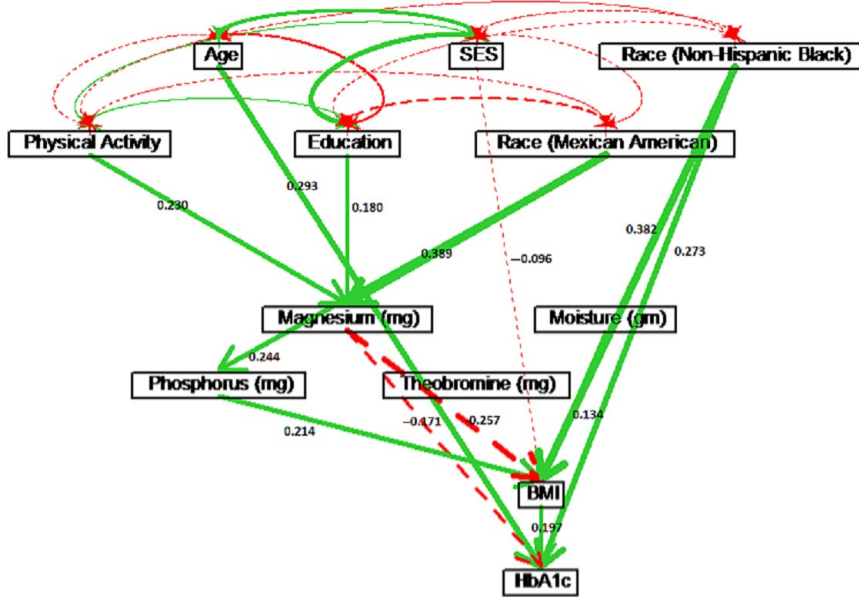 Age SES Race (Non-Hispanic Black)
Physical Activity Education Race (Mexican American)
0.293
0.230 0.180
0.382
0.389 −0.096 0.273
Magnesium (mg) Moisture (gm)
0.244
Phosphorus (mg) Theobromine (mg)
0.214 −0.171 -0.257 0.134
BMI
0.197
HbA1c